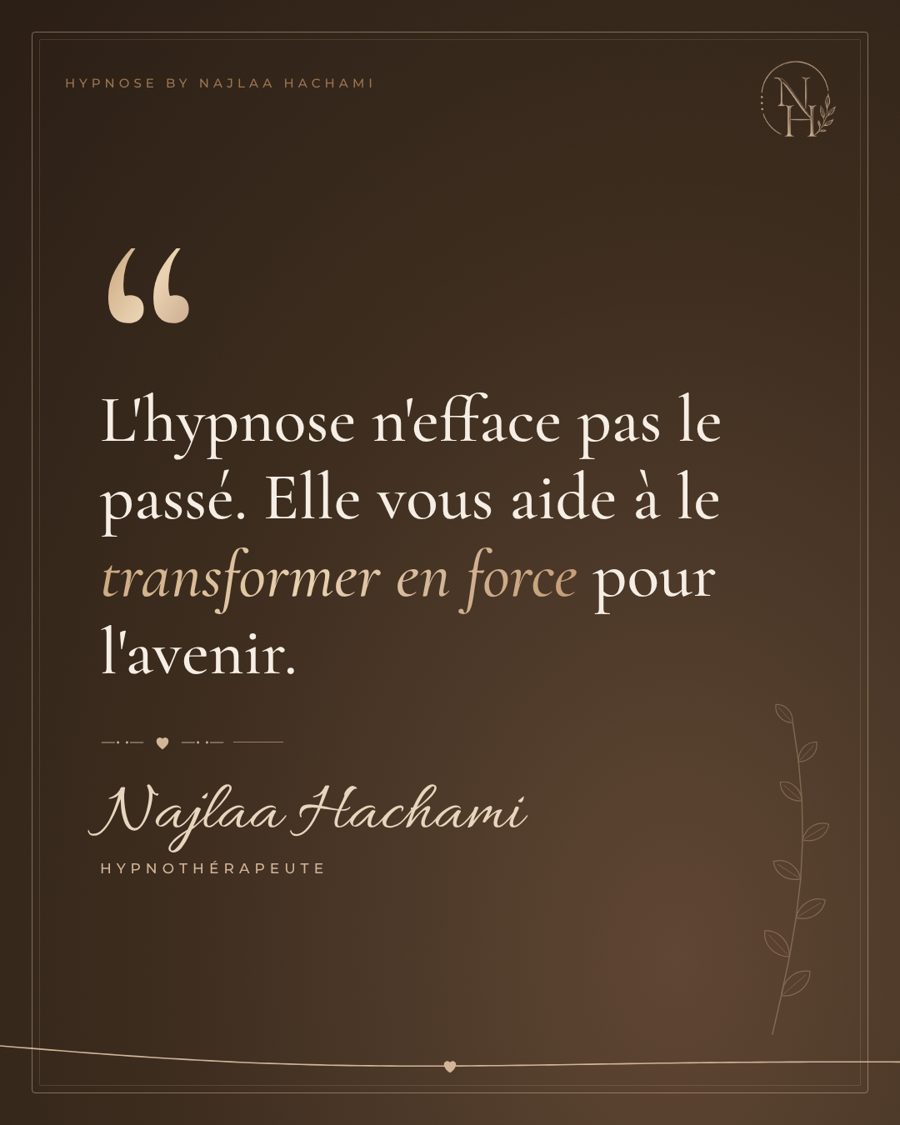 HYPNOSE BY NAJLAA HACHAMI
NH
“
L'hypnose n'efface pas le
passé. Elle vous aide à le
transformer en force pour
l'avenir.
Najlaa Hachami
HYPNOTHÉRAPEUTE